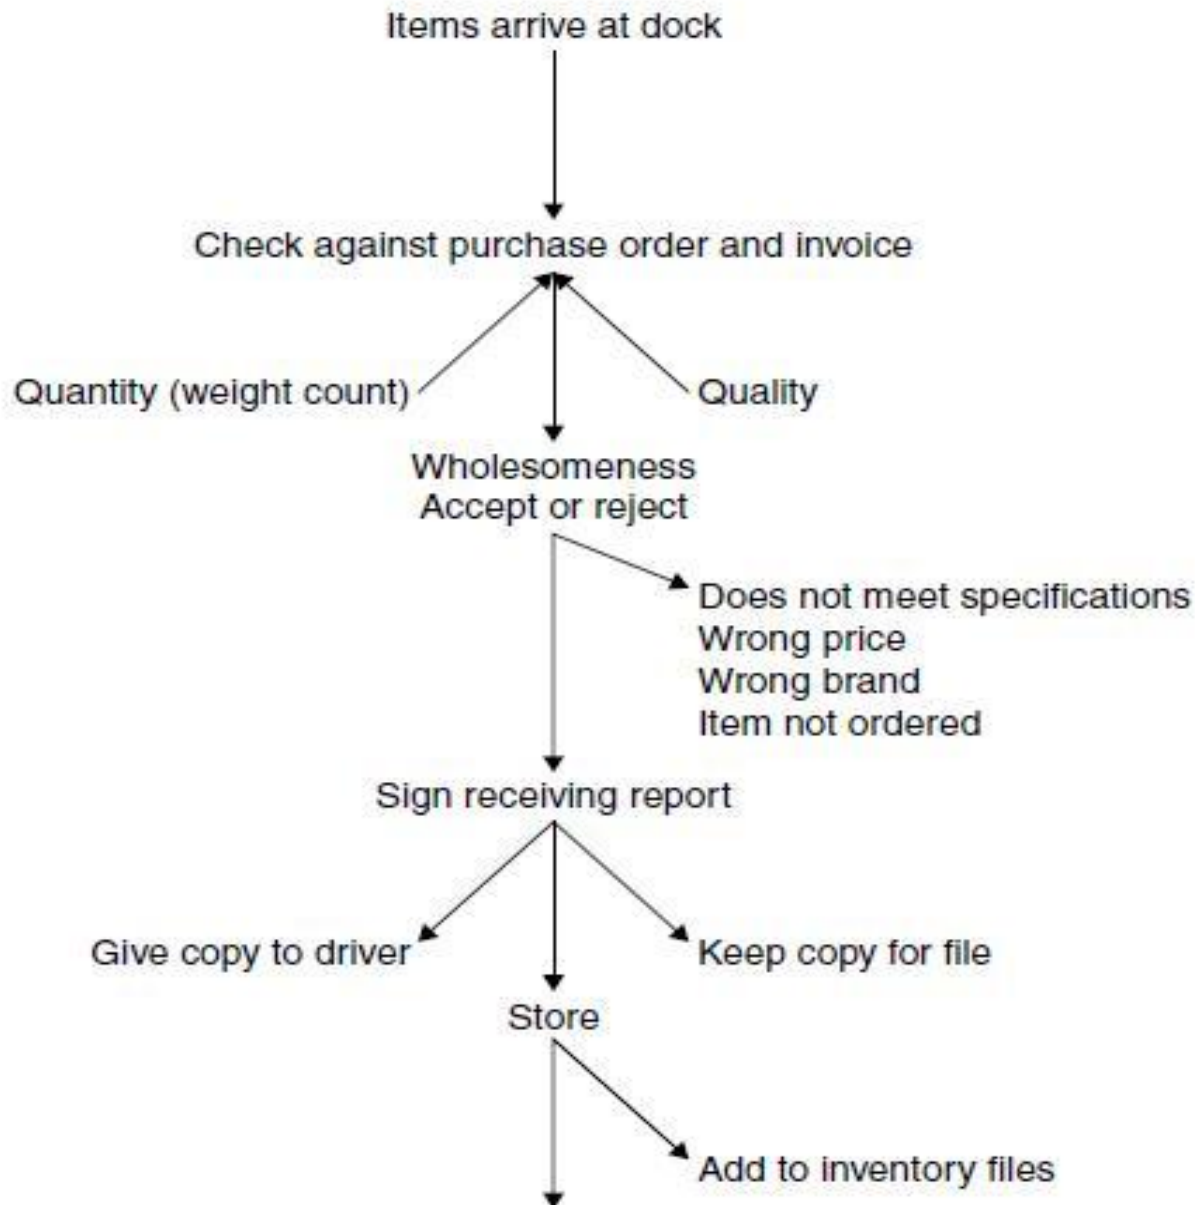 Items arrive at dock
Check against purchase order and invoice
Quantity (weight count)
Quality
Wholesomeness
Accept or reject
Does not meet specifications
Wrong price
Wrong brand
Item not ordered
Sign receiving report
Give copy to driver
Keep copy for file
Store
Add to inventory files